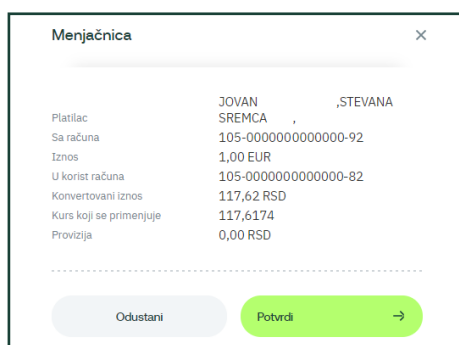 Menjačnica
JOVAN ,STEVANA
Platilac SREMCA ,
Sa računa 105-0000000000000-92
Iznos 1,00 EUR
U korist računa 105-0000000000000-82
Konvertovani iznos 117,62 RSD
Kurs koji se primenjuje 117,6174
Provizija 0,00 RSD
Odustani Potvrdi